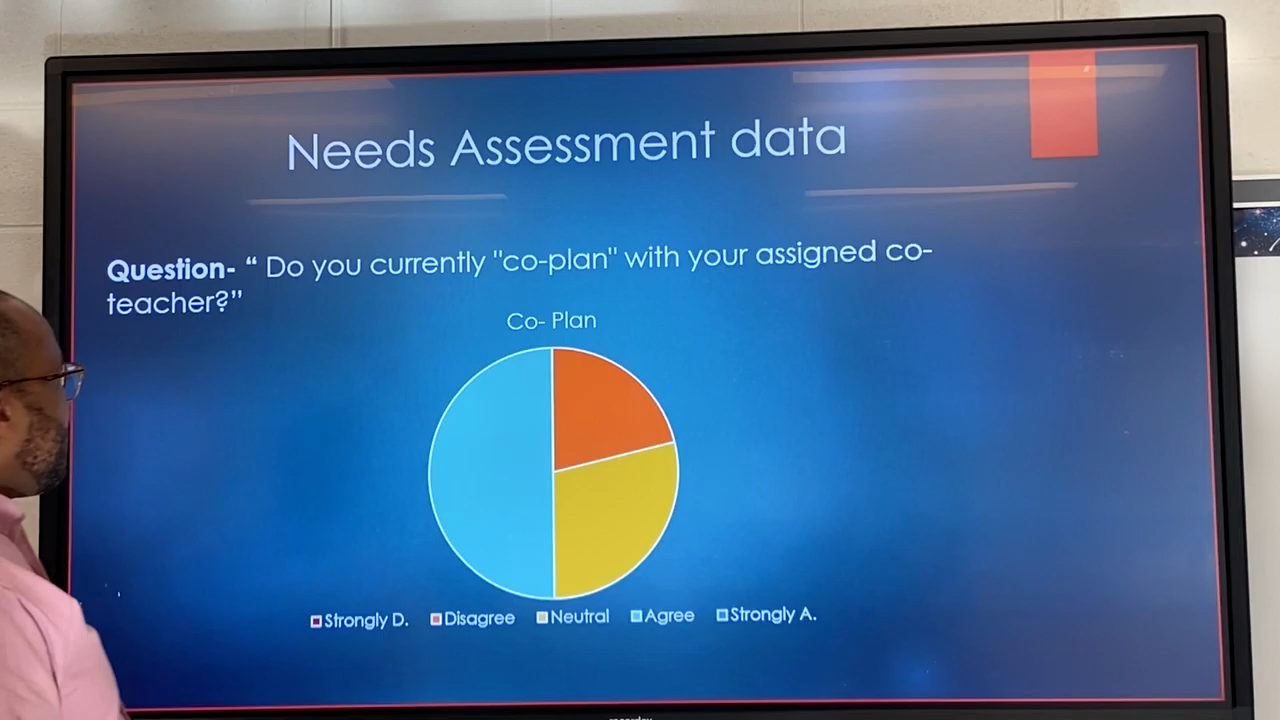 Needs Assessment data
Question- “ Do you currently "co-plan" with your assigned co-
teacher?”
Co- Plan
Strongly D. Disagree Neutral Agree Strongly A.